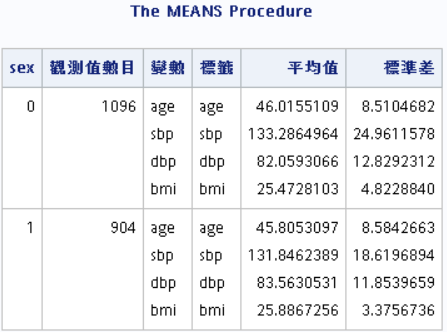 The MEANS Procedure
sex 觀測值數目 變數 標籤 平均值 標準差
0 1096 age age 46.0155109 8.5104682
sbp sbp 133.2864964 24.9611578
dbp dbp 82.0593066 12.8292312
bmi bmi 25.4728103 4.8228840
1 904 age age 45.8053097 8.5842663
sbp sbp 131.8462389 18.6196894
dbp dbp 83.5630531 11.8539659
bmi bmi 25.8867256 3.3756736